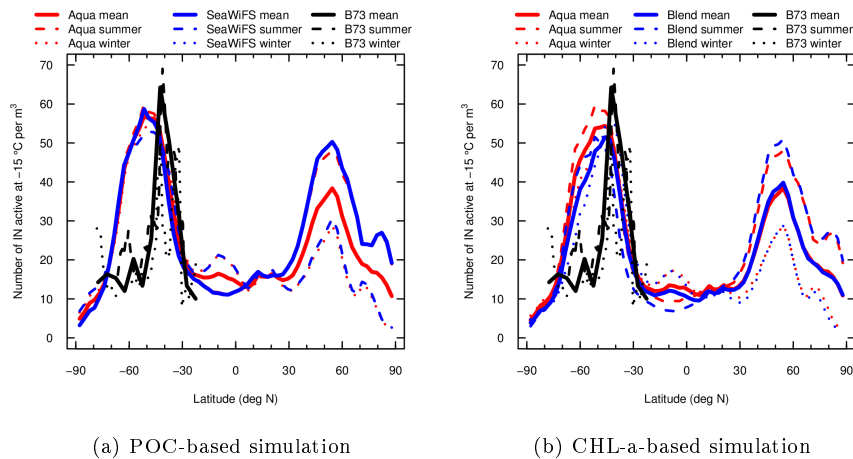 Aqua mean SeaWiFS mean B73 mean
Aqua summer SeaWiFS summer B73 summer
Aqua winter SeaWiFS winter B73 winter
Number of IN active at −15 °C per m³
70
60
50
40
30
20
10
0
−90 −60 −30 0 30 60 90
Latitude (deg N)
(a) POC-based simulation
Aqua mean Blend mean B73 mean
Aqua summer Blend summer B73 summer
Aqua winter Blend winter B73 winter
Number of IN active at −15 °C per m³
70
60
50
40
30
20
10
0
−90 −60 −30 0 30 60 90
Latitude (deg N)
(b) CHL-a-based simulation